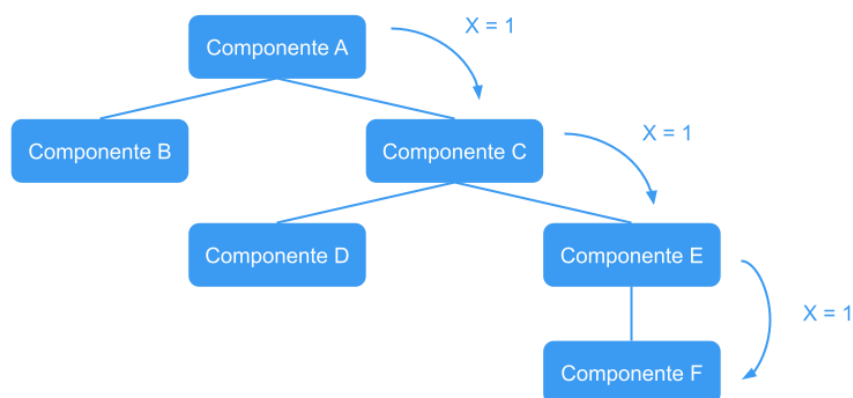 Componente A
X = 1
Componente B
Componente C
X = 1
Componente D
Componente E
X = 1
Componente F